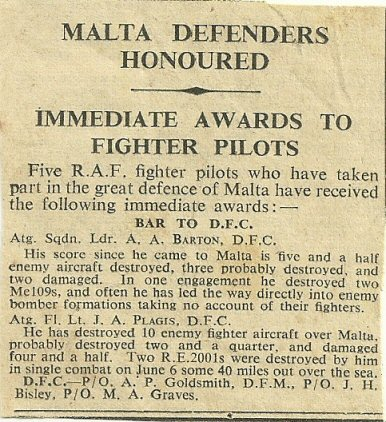 MALTA DEFENDERS
HONOURED
IMMEDIATE AWARDS TO
FIGHTER PILOTS
Five R.A.F. fighter pilots who have taken
part in the great defence of Malta have received
the following immediate awards:—
BAR TO D.F.C.
Atg. Sqdn. Ldr. A. A. BARTON, D.F.C.
His score since he came to Malta is five and a half
enemy aircraft destroyed, three probably destroyed, and
two damaged. In one engagement he destroyed two
Me109s, and often he has led the way directly into enemy
bomber formations taking no account of their fighters.
Atg. Fl. Lt. J. A. PLAGIS, D.F.C.
He has destroyed 10 enemy fighter aircraft over Malta,
probably destroyed two and a quarter, and damaged
four and a half. Two R.E.2001s were destroyed by him
in single combat on June 6 some 40 miles out over the sea.
D.F.C.—P/O. A. P. Goldsmith, D.F.M., P/O. J. H.
Bisley, P/O. M. A. Graves.